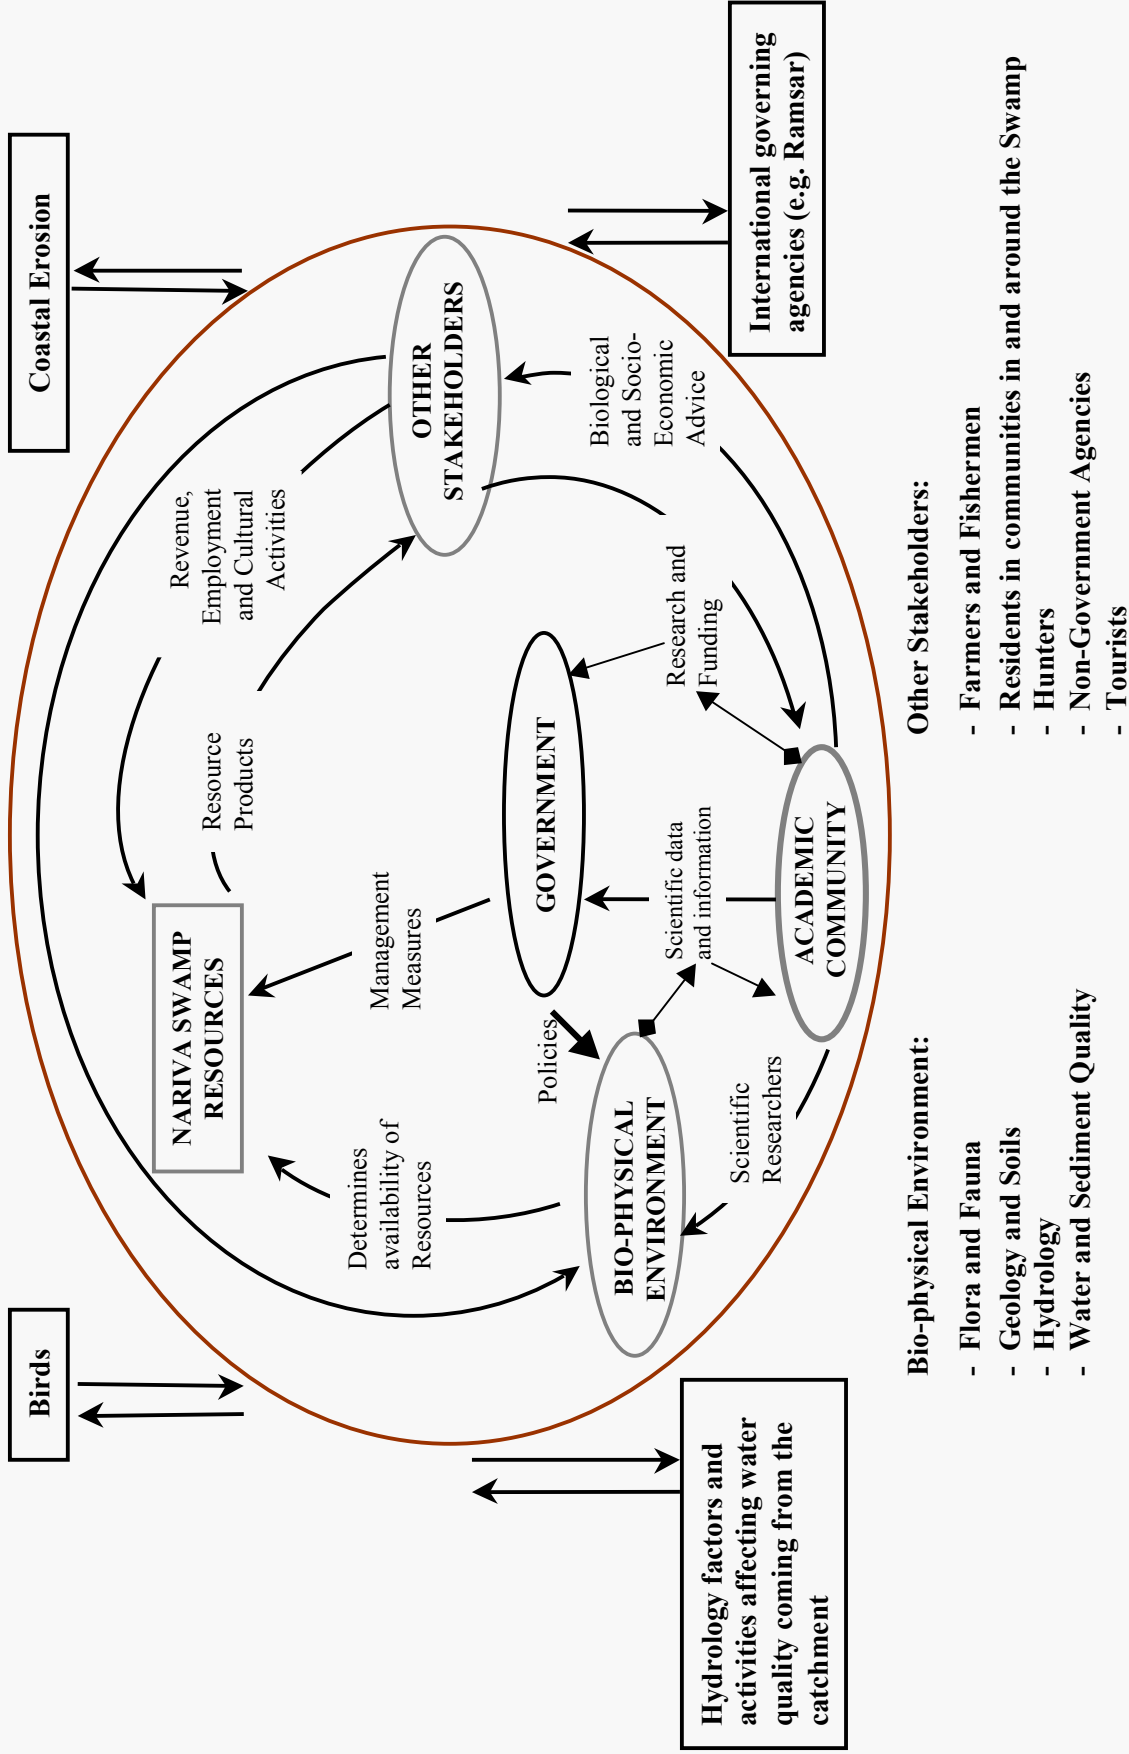 Birds
Coastal Erosion
NARIVA SWAMP
RESOURCES
Resource
Products
Revenue,
Employment
and Cultural
Activities
Determines
availability of
Resources
Management
Measures
OTHER
STAKEHOLDERS
Policies
GOVERNMENT
Biological
and Socio-
Economic
Advice
BIO-PHYSICAL
ENVIRONMENT
Scientific data
and information
Research and
Funding
Scientific
Researchers
ACADEMIC
COMMUNITY
Hydrology factors and
activities affecting water
quality coming from the
catchment
International governing
agencies (e.g. Ramsar)
Bio-physical Environment:
- Flora and Fauna
- Geology and Soils
- Hydrology
- Water and Sediment Quality
Other Stakeholders:
- Farmers and Fishermen
- Residents in communities in and around the Swamp
- Hunters
- Non-Government Agencies
- Tourists